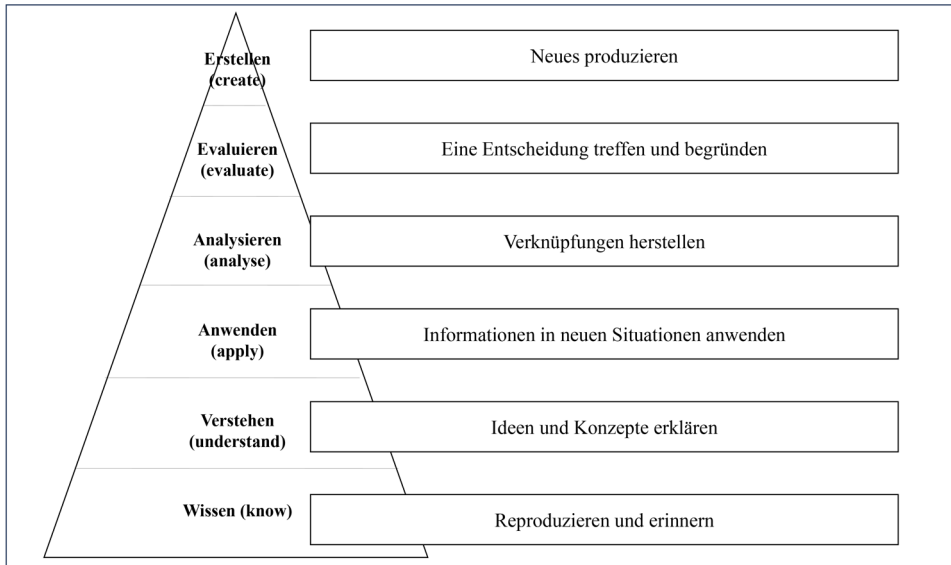 Erstellen
(create)
Neues produzieren
Evaluieren
(evaluate)
Eine Entscheidung treffen und begründen
Analysieren
(analyse)
Verknüpfungen herstellen
Anwenden
(apply)
Informationen in neuen Situationen anwenden
Verstehen
(understand)
Ideen und Konzepte erklären
Wissen (know)
Reproduzieren und erinnern